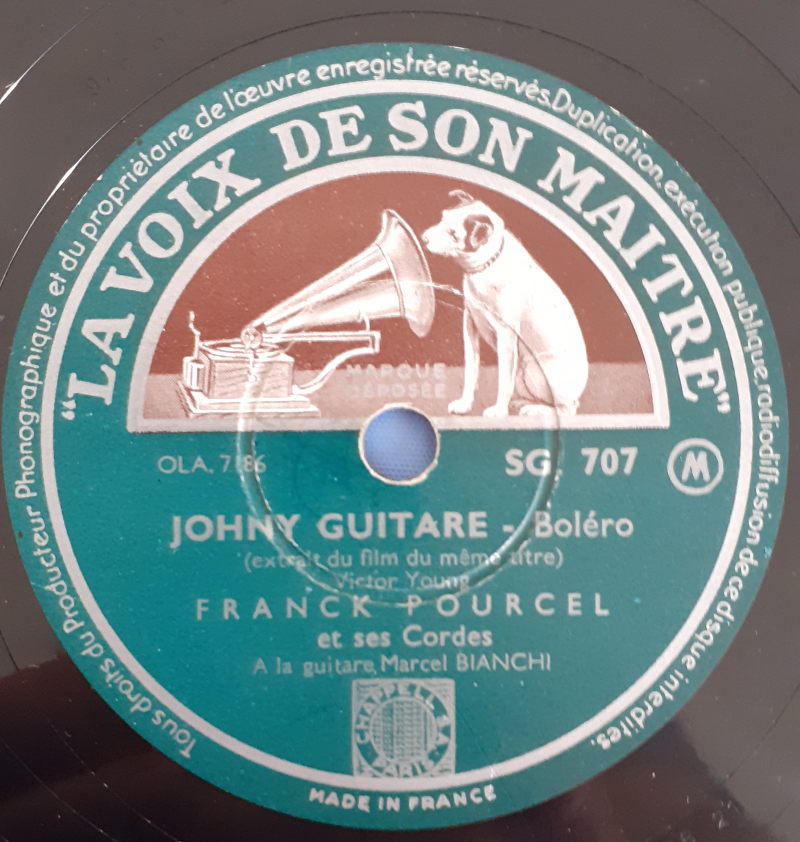 Tous droits du Producteur Phonographique et du propriétaire de l'œuvre enregistrée réservés. Duplication, exécution publique, radiodiffusion de ce disque interdites.
"LA VOIX DE SON MAITRE"
MARQUE
DÉPOSÉE
OLA. 7186 SG. 707 M
JOHNY GUITARE - Boléro
(extrait du film du même titre)
Victor Young
FRANCK POURCEL
et ses Cordes
A la guitare, Marcel BIANCHI
CHAPPELL S.A.
PARIS
MADE IN FRANCE